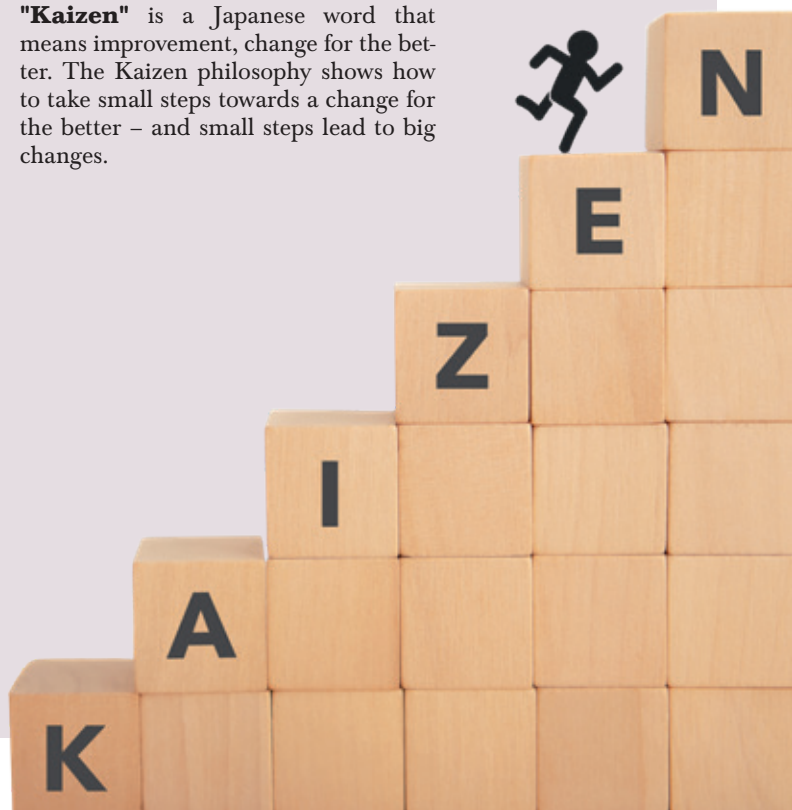 "Kaizen" is a Japanese word that
means improvement, change for the bet-
ter. The Kaizen philosophy shows how
to take small steps towards a change for
the better – and small steps lead to big
changes.
N
E
Z
I
A
K